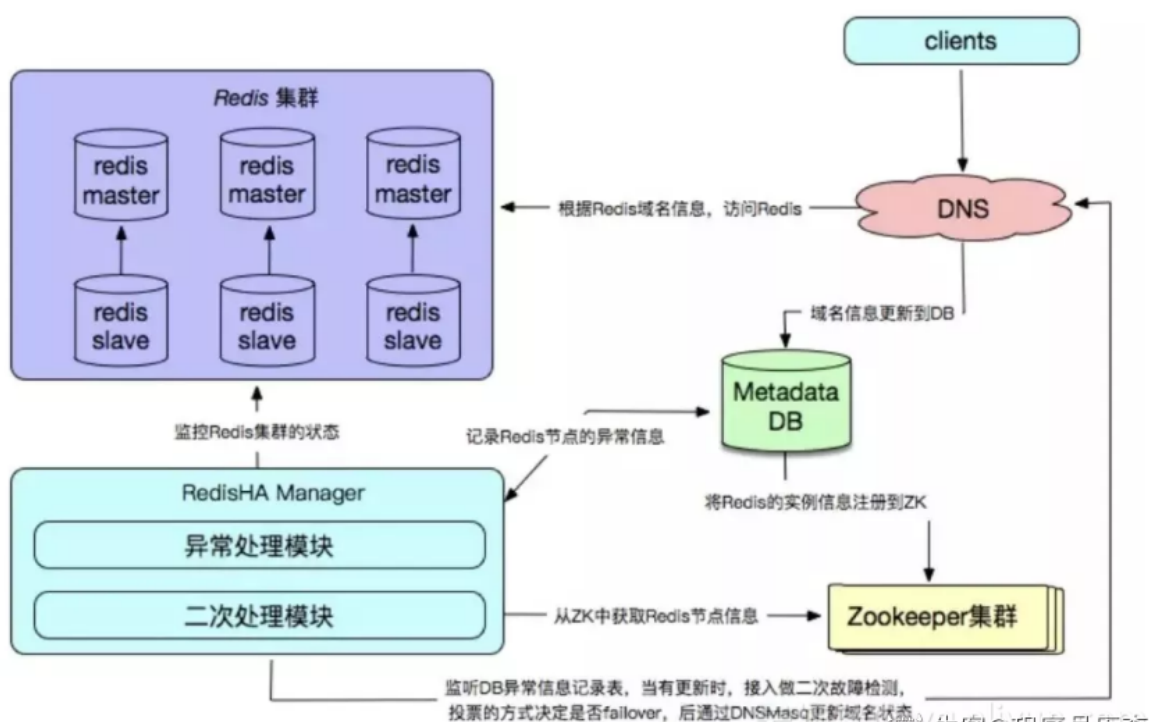 clients
Redis 集群
redis master
redis master
redis master
根据Redis域名信息，访问Redis
DNS
redis slave
redis slave
redis slave
域名信息更新到DB
Metadata DB
监控Redis集群的状态
记录Redis节点的异常信息
RedisHA Manager
将Redis的实例信息注册到ZK
异常处理模块
二次处理模块
从ZK中获取Redis节点信息
Zookeeper集群
监听DB异常信息记录表，当有更新时，接入做二次故障检测，
投票的方式决定是否failover，后通过DNSMasq更新域名状态